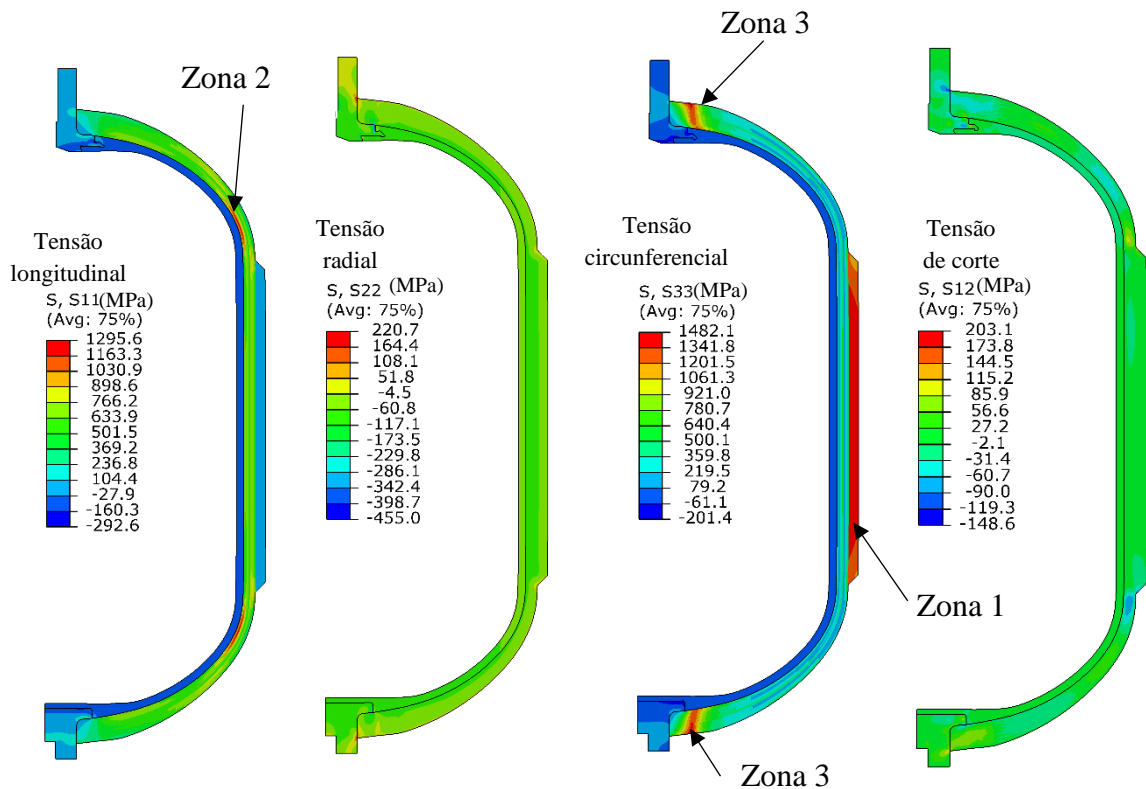 Zona 3
Zona 2
Tensão
longitudinal
S, S11(MPa)
(Avg: 75%)
1295.6
1163.3
1030.9
898.6
766.2
633.9
501.5
369.2
236.8
104.4
-27.9
-160.3
-292.6
Tensão
radial
S, S22 (MPa)
(Avg: 75%)
220.7
164.4
108.1
51.8
-4.5
-60.8
-117.1
-173.5
-229.8
-286.1
-342.4
-398.7
-455.0
Tensão
circunferencial
S, S33(MPa)
(Avg: 75%)
1482.1
1341.8
1201.5
1061.3
921.0
780.7
640.4
500.1
359.8
219.5
79.2
-61.1
-201.4
Tensão
de corte
S, S12(MPa)
(Avg: 75%)
203.1
173.8
144.5
115.2
85.9
56.6
27.2
-2.1
-31.4
-60.7
-90.0
-119.3
-148.6
Zona 1
Zona 3